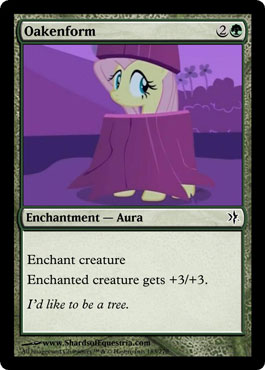 Oakenform 2
Enchantment — Aura
Enchant creature
Enchanted creature gets +3/+3.
I'd like to be a tree.
www.ShardsofEquestria.com